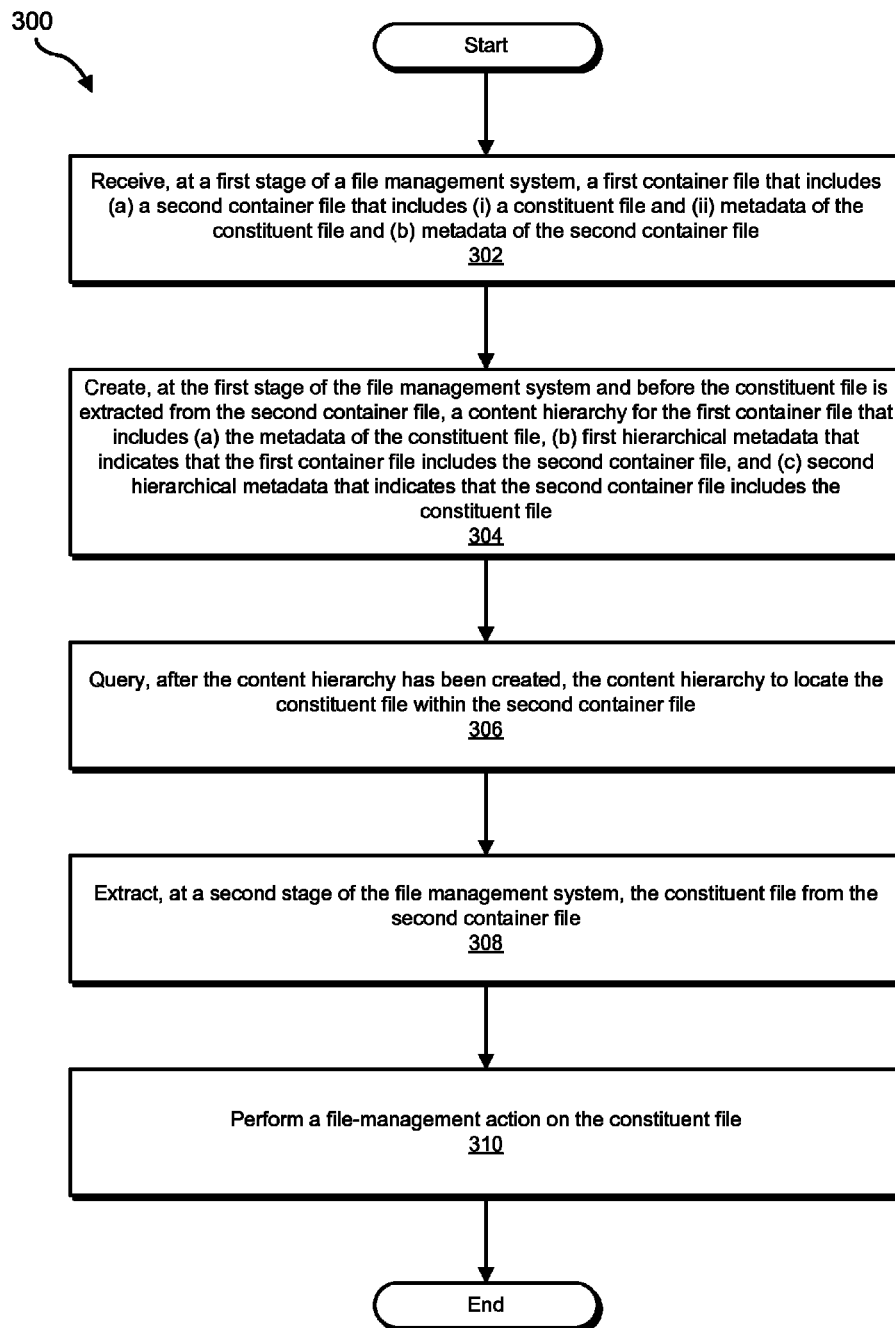 300
Start
Receive, at a first stage of a file management system, a first container file that includes
(a) a second container file that includes (i) a constituent file and (ii) metadata of the
constituent file and (b) metadata of the second container file
302
Create, at the first stage of the file management system and before the constituent file is
extracted from the second container file, a content hierarchy for the first container file that
includes (a) the metadata of the constituent file, (b) first hierarchical metadata that
indicates that the first container file includes the second container file, and (c) second
hierarchical metadata that indicates that the second container file includes the
constituent file
304
Query, after the content hierarchy has been created, the content hierarchy to locate the
constituent file within the second container file
306
Extract, at a second stage of the file management system, the constituent file from the
second container file
308
Perform a file-management action on the constituent file
310
End